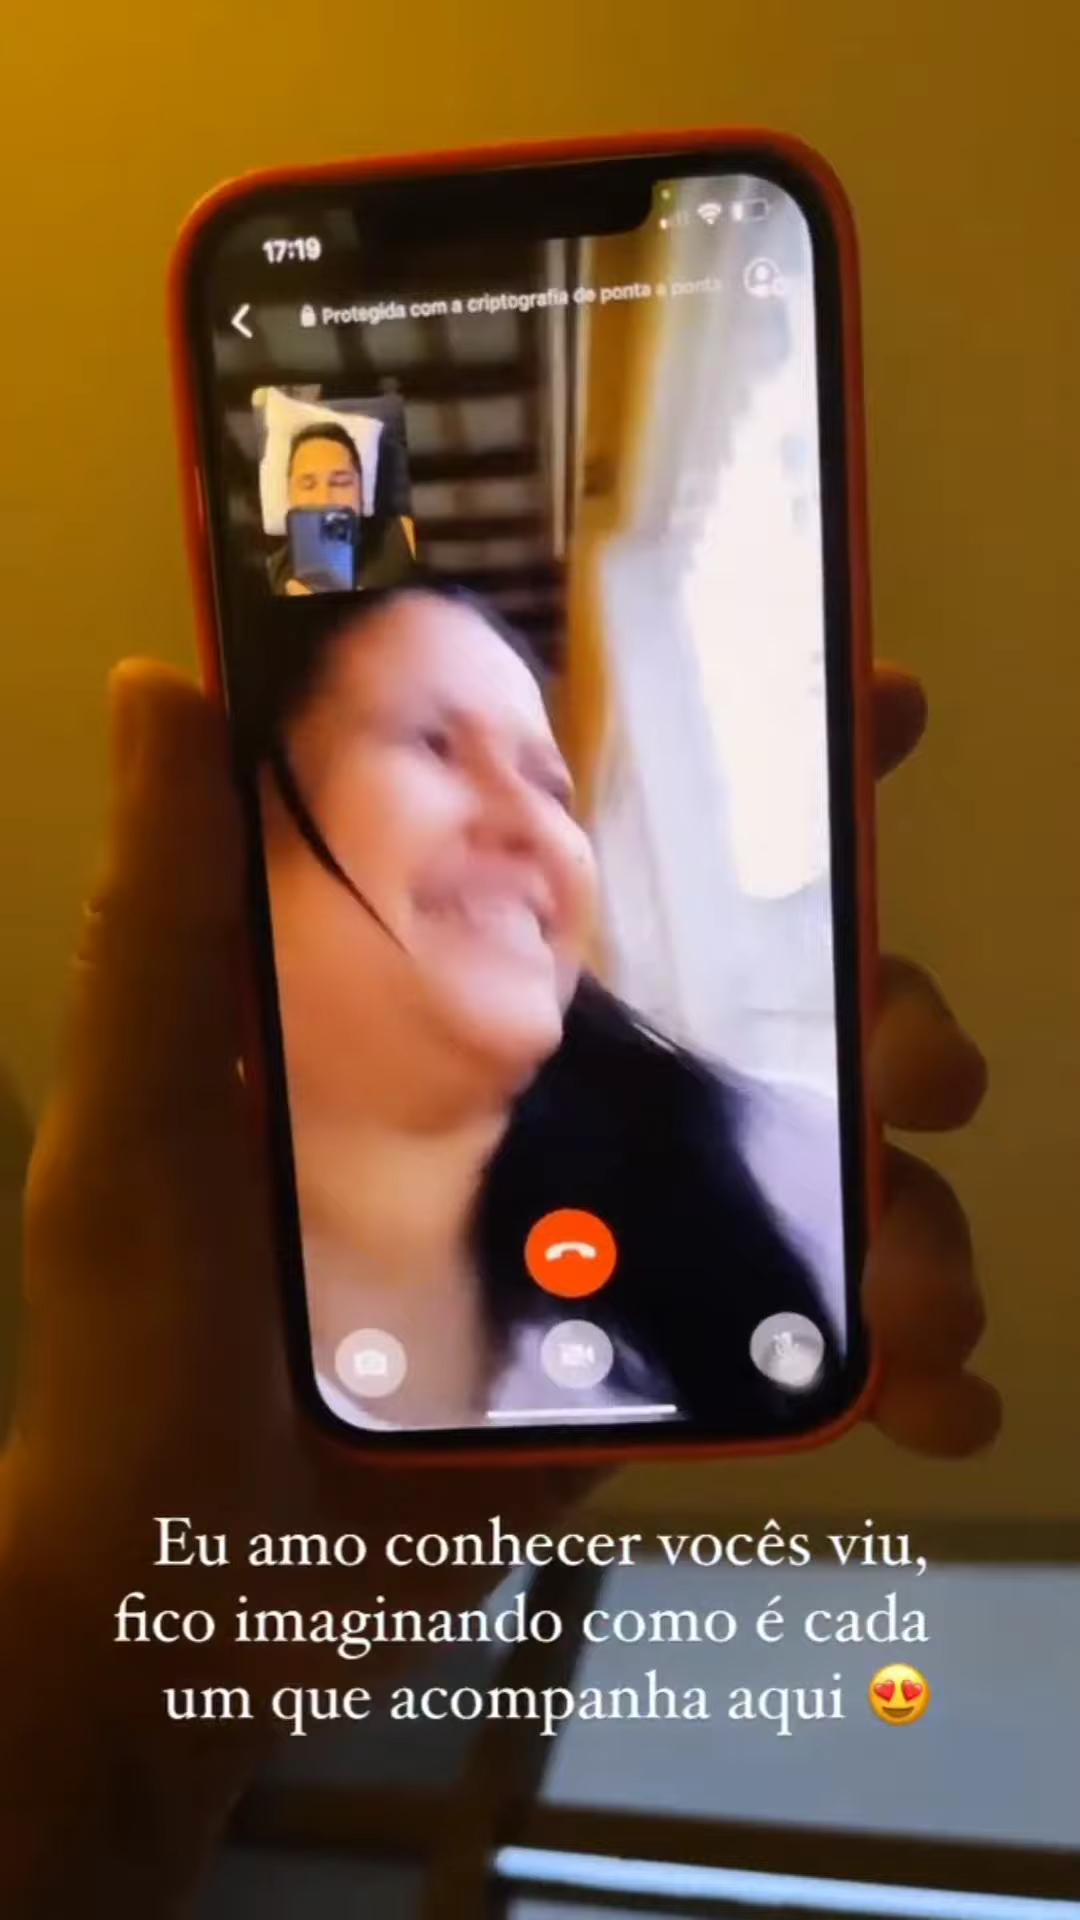 17:19
Protegida com a criptografia de ponta a ponta
Eu amo conhecer vocês viu,
fico imaginando como é cada
um que acompanha aqui 😍